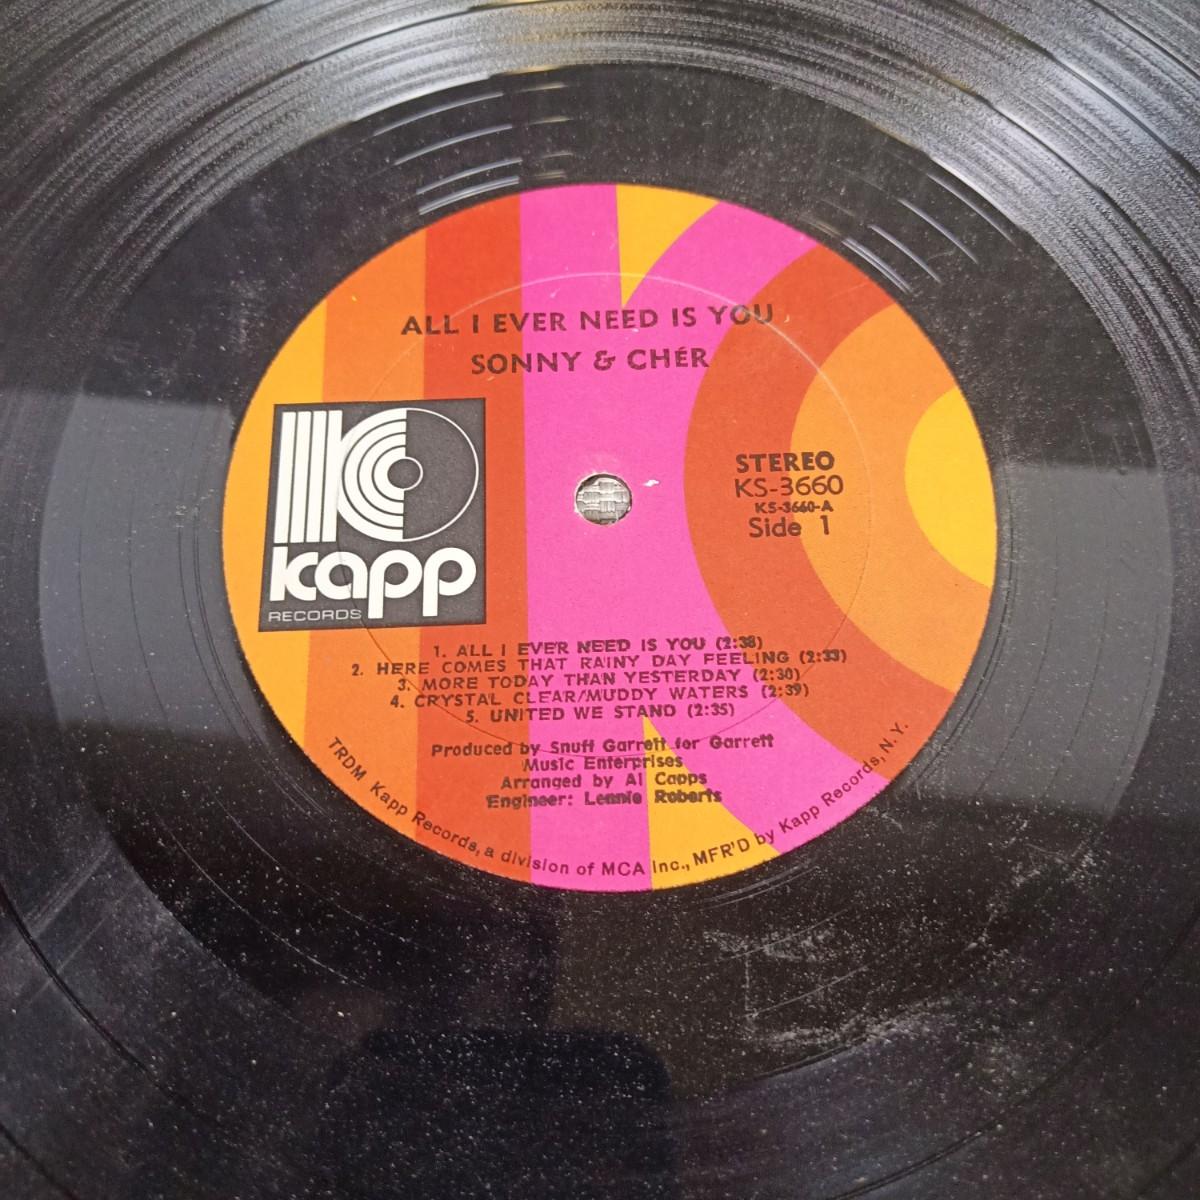 ALL I EVER NEED IS YOU
SONNY & CHÉR
kapp
RECORDS
STEREO
KS-3660
KS-3660-A
Side 1
1. ALL I EVER NEED IS YOU (2:38)
2. HERE COMES THAT RAINY DAY FEELING (2:33)
3. MORE TODAY THAN YESTERDAY (2:30)
4. CRYSTAL CLEAR/MUDDY WATERS (2:39)
5. UNITED WE STAND (2:35)
Produced by Snuff Garrett for Garrett
Music Enterprises
Arranged by Al Capps
Engineer: Lennie Roberts
TRDM Kapp Records, a division of MCA Inc., MFR'D by Kapp Records, N.Y.